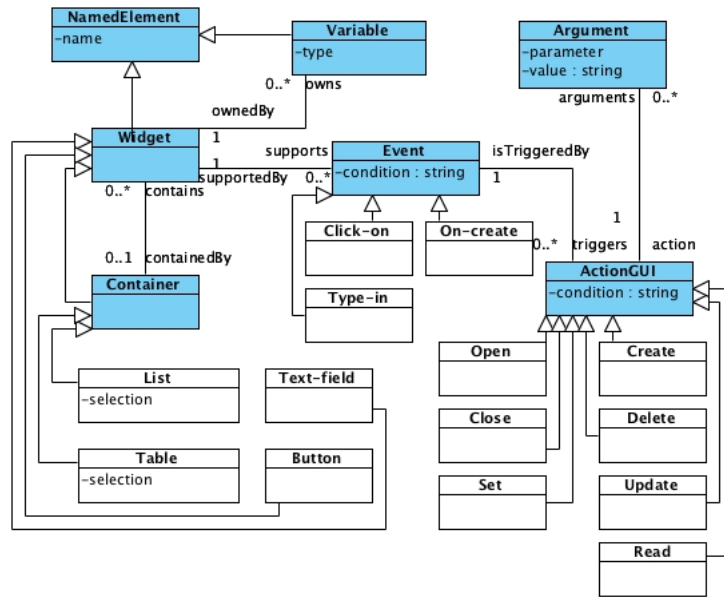 NamedElement
-name
Variable
-type
Argument
-parameter
-value : string
0..* owns
ownedBy
1
arguments 0..*
Widget
1
supportedBy
supports
0..*
Event
-condition : string
isTriggeredBy
1
0..* contains
Click-on
On-create
1
0..* triggers action
0..1 containedBy
Container
Type-in
ActionGUI
-condition : string
List
-selection
Text-field
Open
Create
Close
Delete
Table
-selection
Button
Set
Update
Read